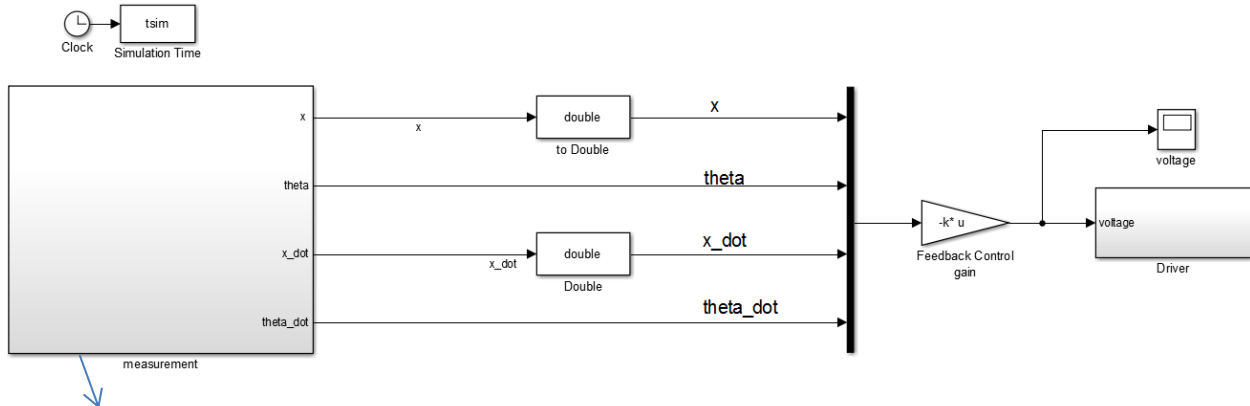 tsim
Clock
Simulation Time
x
x
double
x
to Double
theta
theta
x_dot
x_dot
double
x_dot
Double
theta_dot
theta_dot
measurement
-k* u
Feedback Control
gain
voltage
voltage
Driver